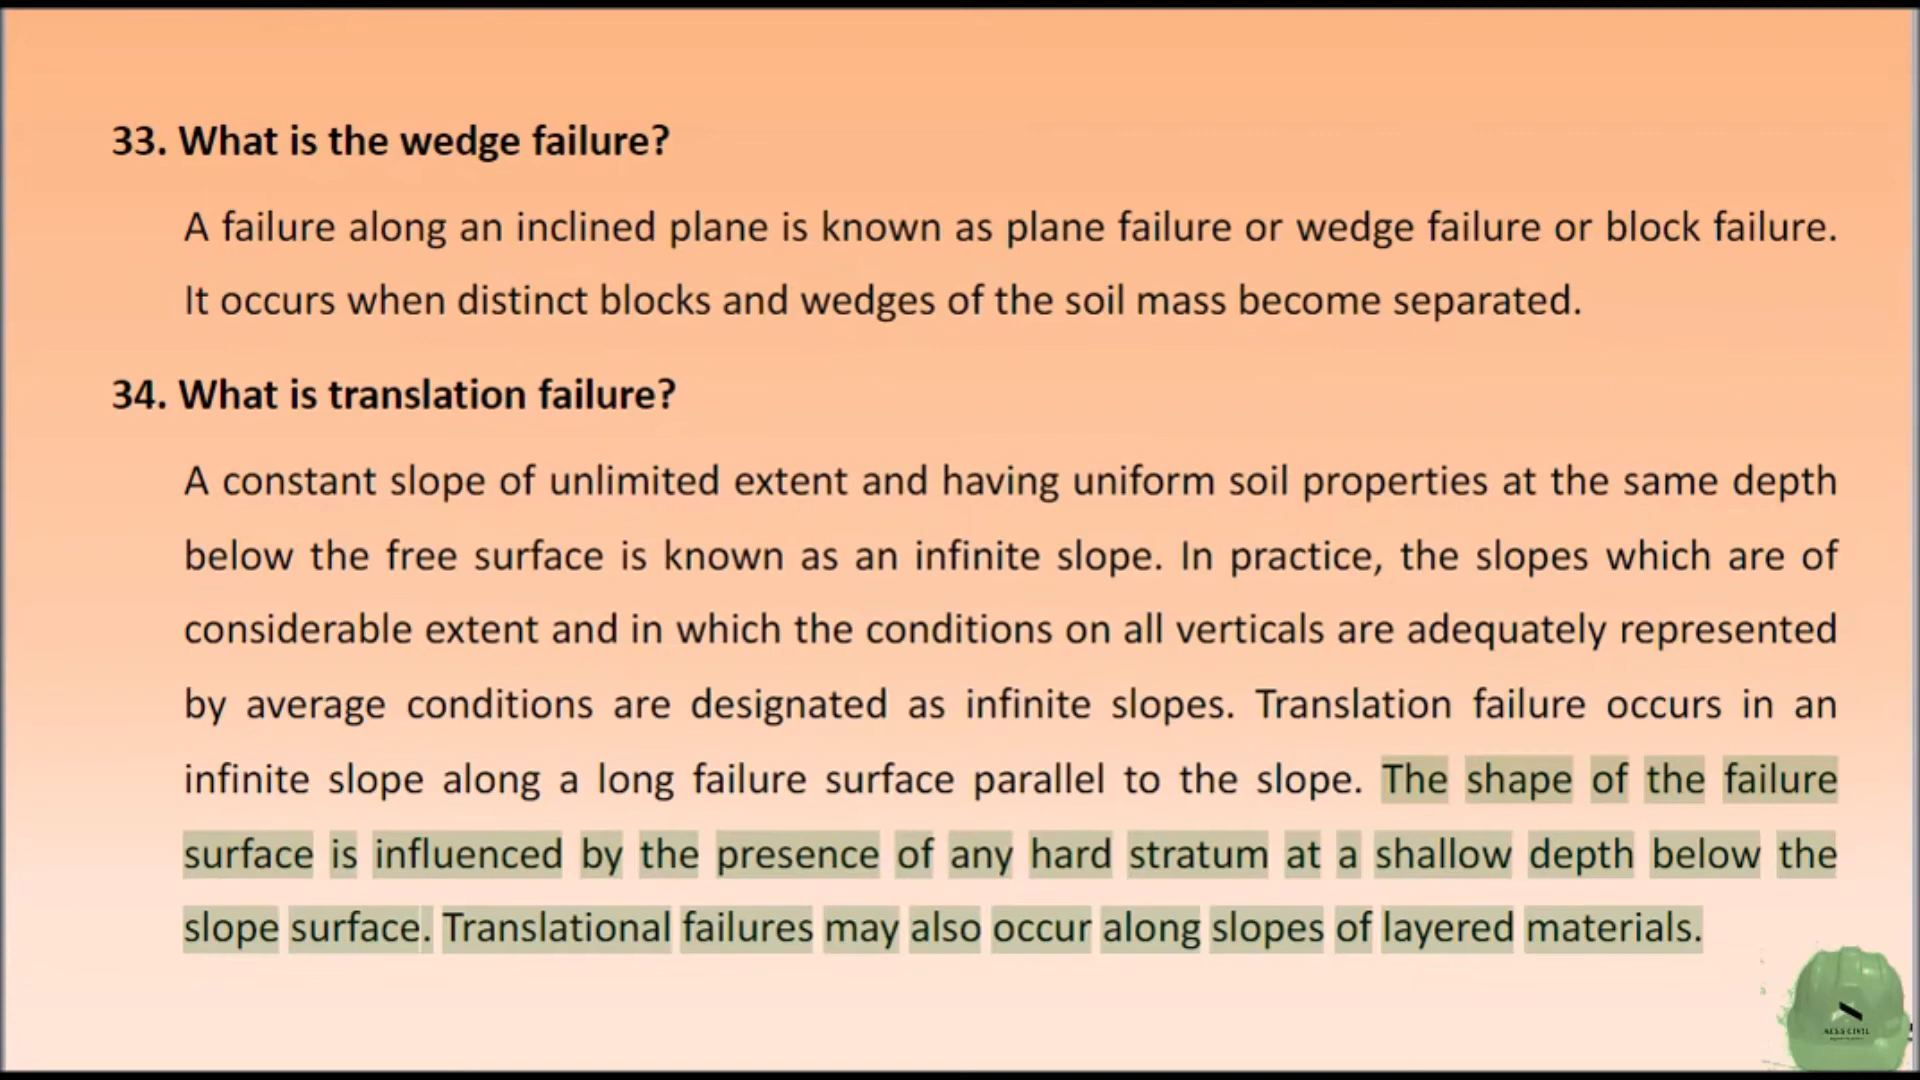 33. What is the wedge failure?
A failure along an inclined plane is known as plane failure or wedge failure or block failure.
It occurs when distinct blocks and wedges of the soil mass become separated.
34. What is translation failure?
A constant slope of unlimited extent and having uniform soil properties at the same depth
below the free surface is known as an infinite slope. In practice, the slopes which are of
considerable extent and in which the conditions on all verticals are adequately represented
by average conditions are designated as infinite slopes. Translation failure occurs in an
infinite slope along a long failure surface parallel to the slope. The shape of the failure
surface is influenced by the presence of any hard stratum at a shallow depth below the
slope surface. Translational failures may also occur along slopes of layered materials.